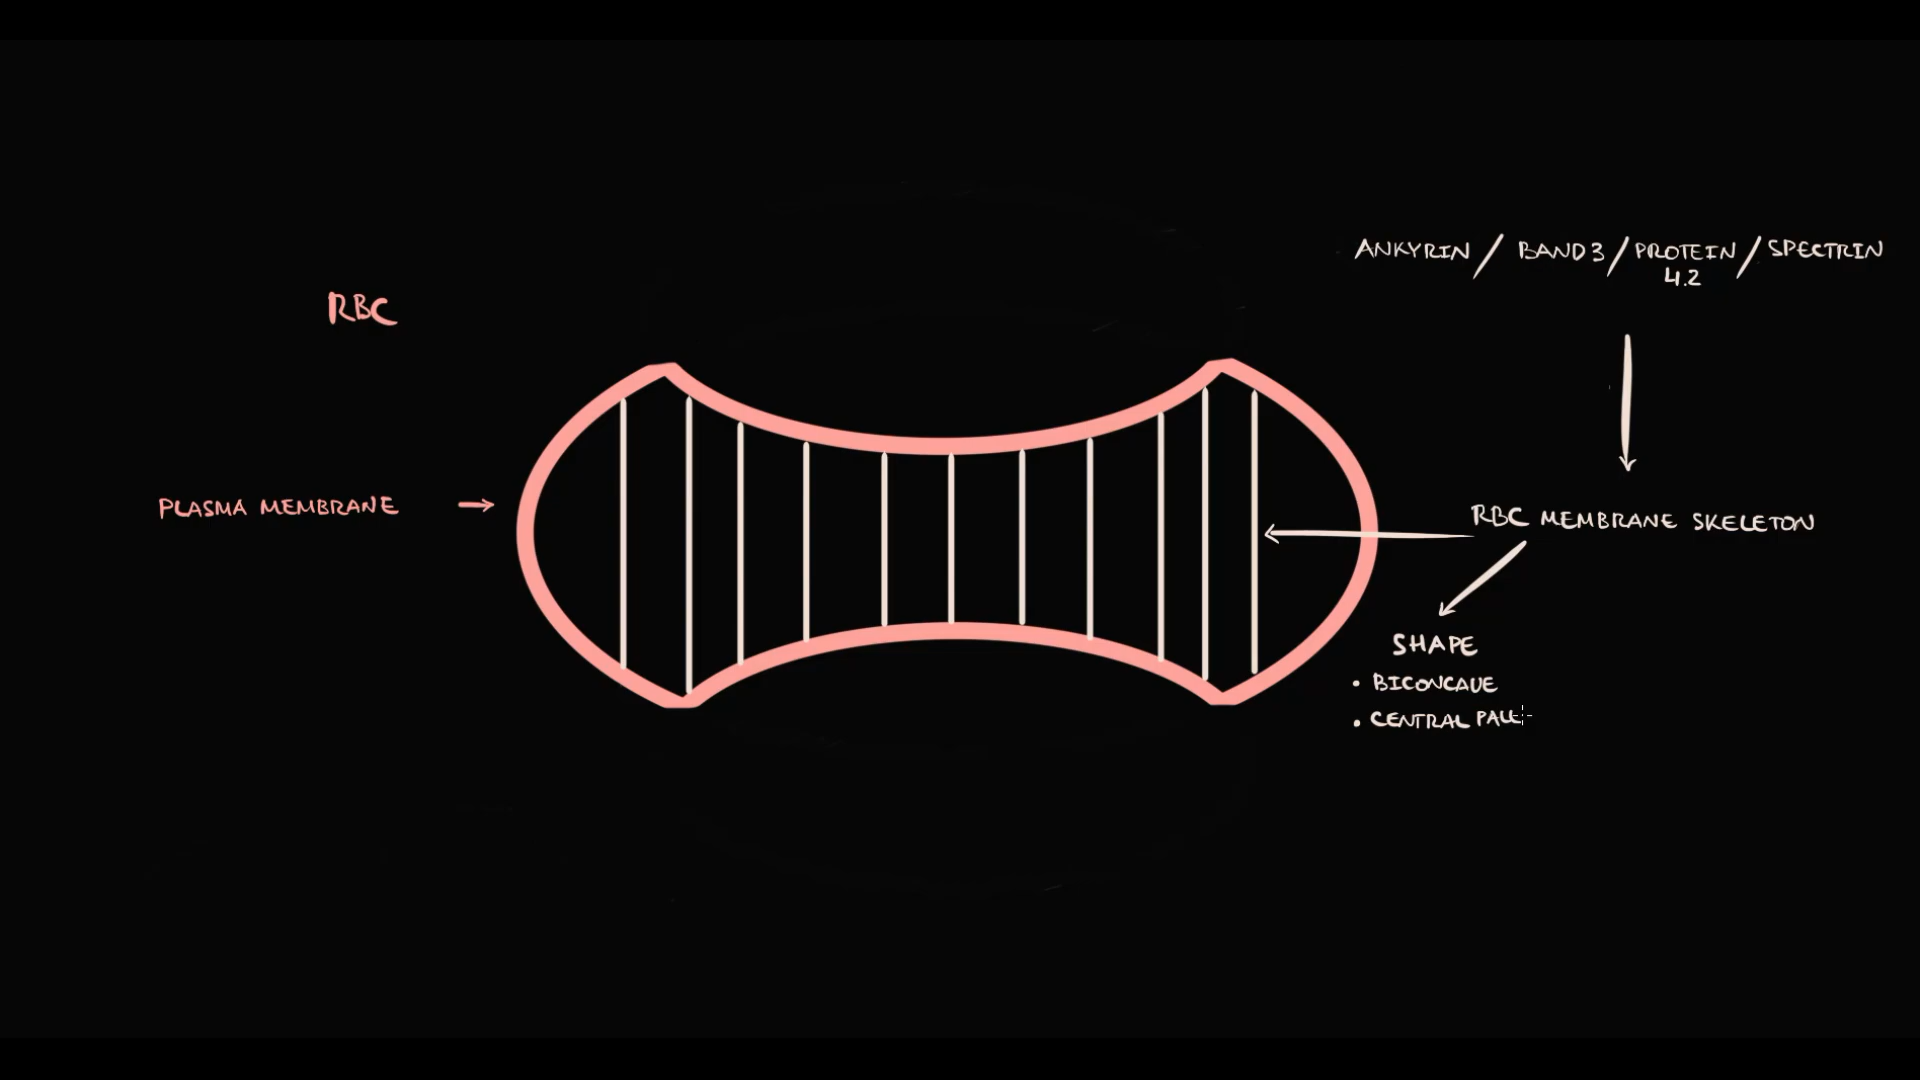 ANKYRIN / BAND 3 / PROTEIN 4.2 / SPECTRIN
RBC
PLASMA MEMBRANE →
RBC MEMBRANE SKELETON
SHAPE
• BICONCAVE
• CENTRAL PALL